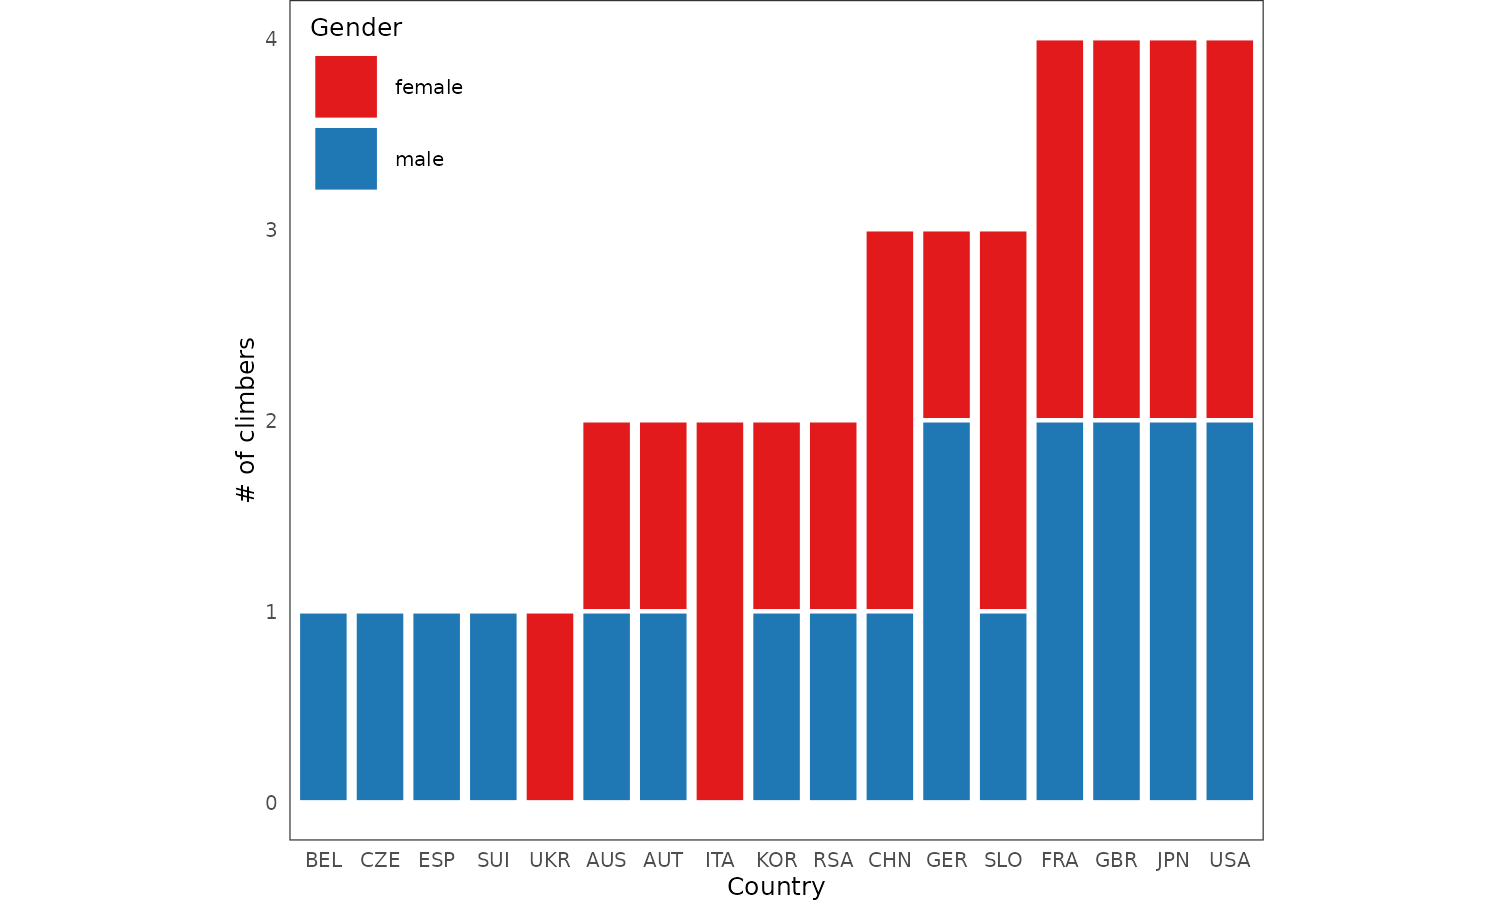 Gender
female
male
4
3
2
1
0
# of climbers
BEL CZE ESP SUI UKR AUS AUT ITA KOR RSA CHN GER SLO FRA GBR JPN USA
Country